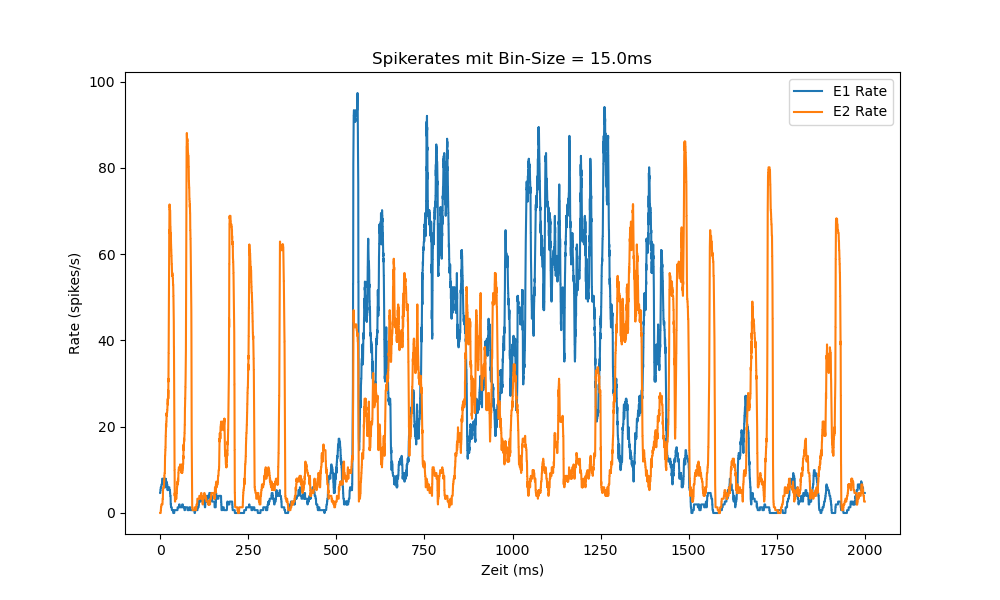 Spikerates mit Bin-Size = 15.0ms
E1 Rate
E2 Rate
Rate (spikes/s)
100
80
60
40
20
0
0 250 500 750 1000 1250 1500 1750 2000
Zeit (ms)